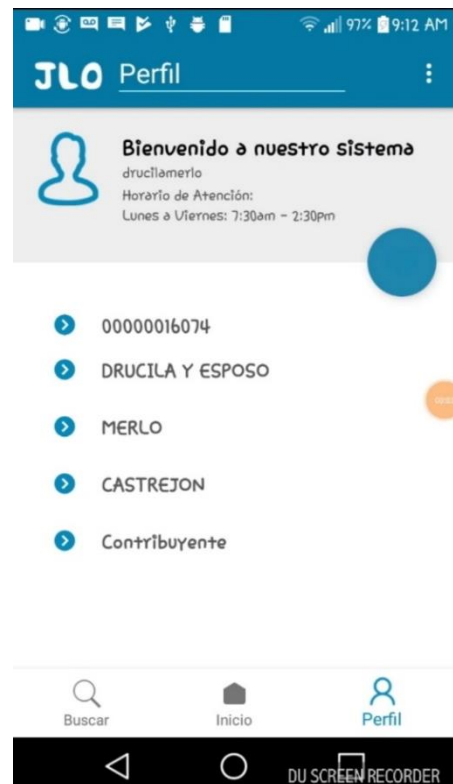 97% 9:12 AM
JLO Perfil
Bienvenido a nuestro sistema
drucilamerlo
Horario de Atención:
Lunes a Viernes: 7:30am - 2:30pm
00000016074
DRUCILA Y ESPOSO
MERLO
CASTREJON
Contribuyente
Buscar Inicio Perfil
DU SCREEN RECORDER